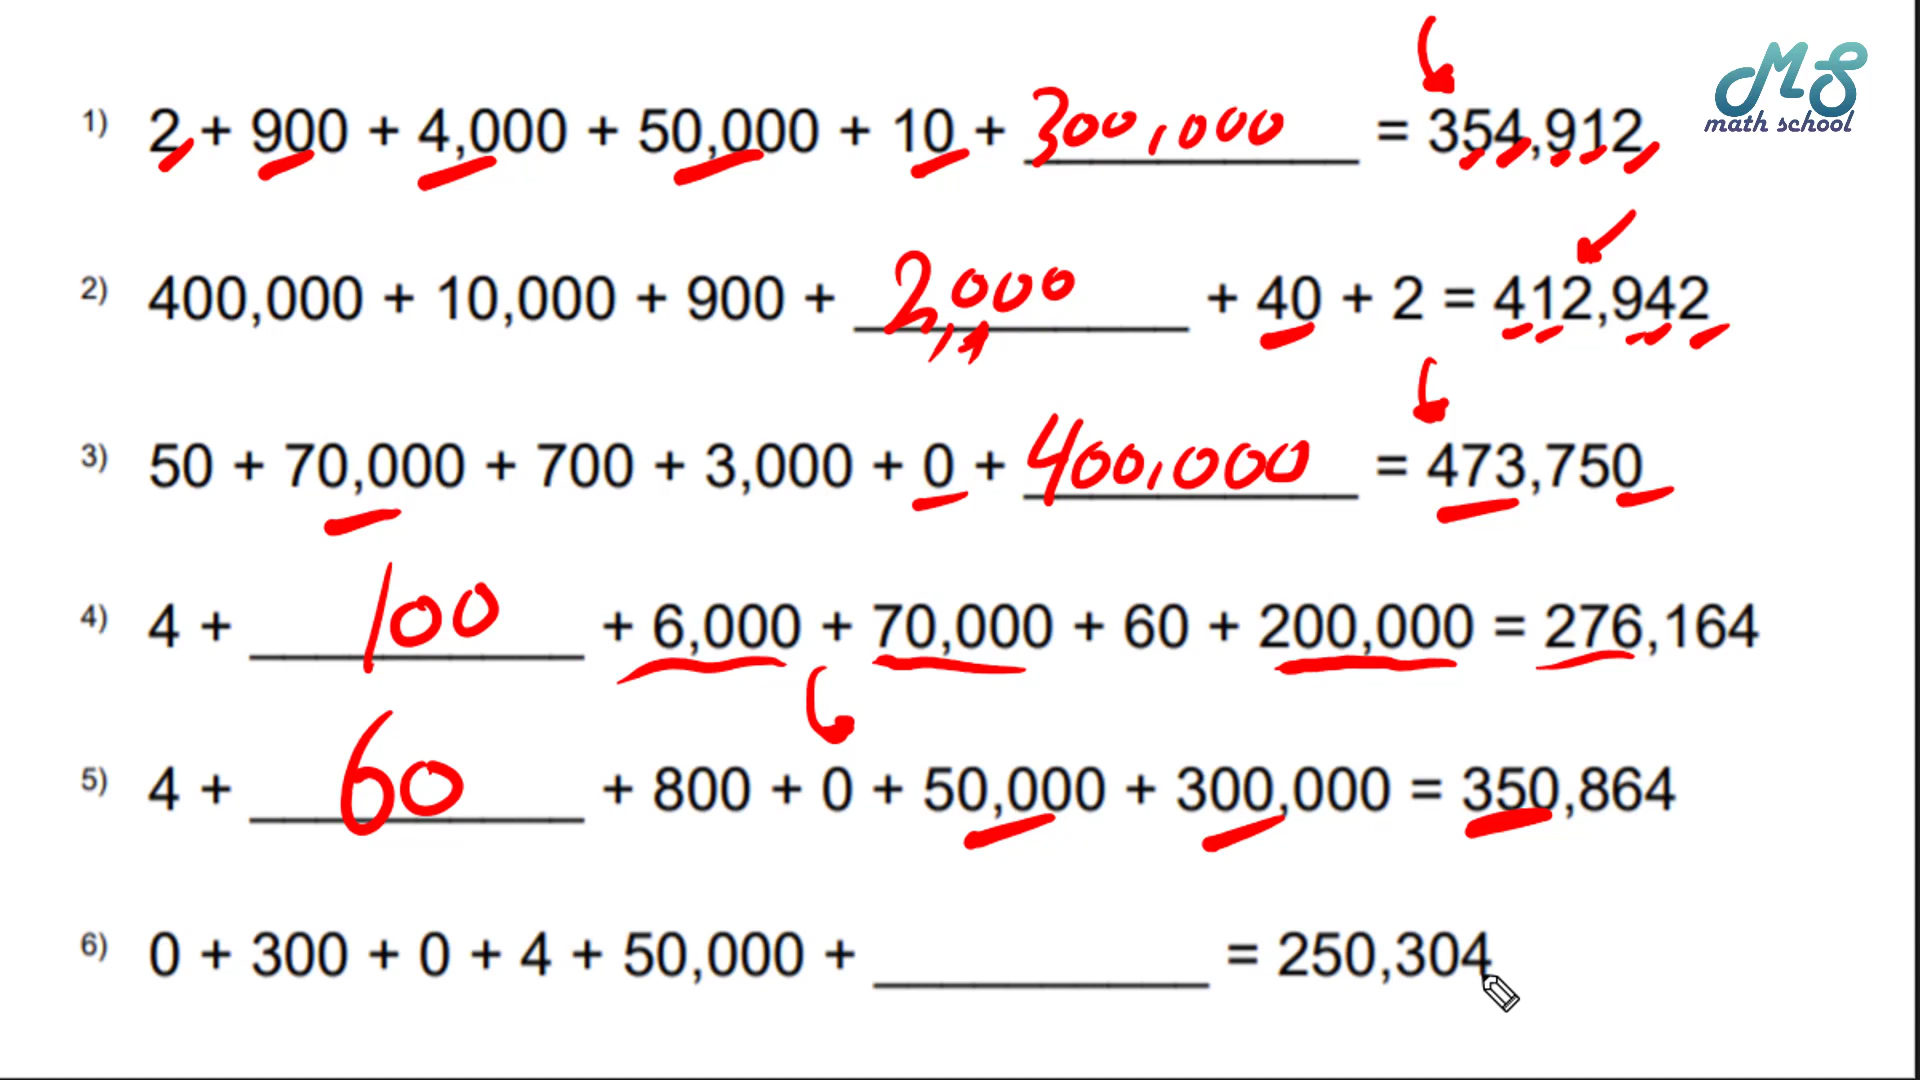 MS
math school
1) 2 + 900 + 4,000 + 50,000 + 10 + 300,000 = 354,912
2) 400,000 + 10,000 + 900 + 2,000 + 40 + 2 = 412,942
3) 50 + 70,000 + 700 + 3,000 + 0 + 400,000 = 473,750
4) 4 + 100 + 6,000 + 70,000 + 60 + 200,000 = 276,164
5) 4 + 60 + 800 + 0 + 50,000 + 300,000 = 350,864
6) 0 + 300 + 0 + 4 + 50,000 + __________ = 250,304